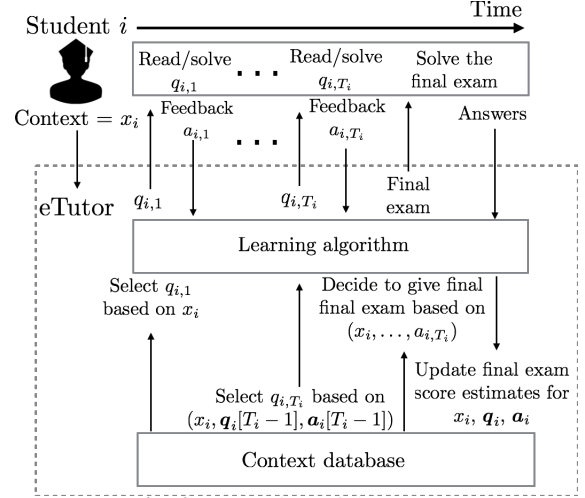 Time
Student i
Read/solve
q_{i,1}
. . .
Read/solve
q_{i,T_i}
Solve the
final exam
Context = x_i
Feedback
a_{i,1}
. . .
Feedback
a_{i,T_i}
Answers
eTutor
q_{i,1}
q_{i,T_i}
Final
exam
Learning algorithm
Select q_{i,1}
based on x_i
Decide to give final
final exam based on
(x_i, . . . , a_{i,T_i})
Select q_{i,T_i} based on
(x_i, q_i[T_i − 1], a_i[T_i − 1])
Update final exam
score estimates for
x_i, q_i, a_i
Context database